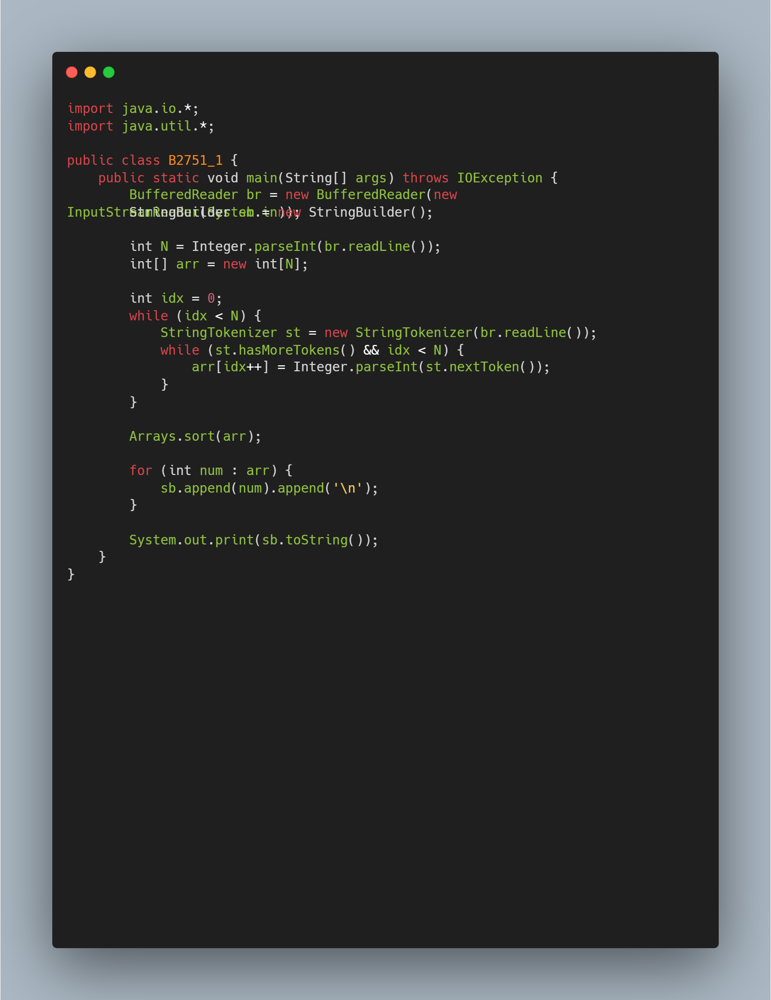 import java.io.*;
import java.util.*;
public class B2751_1 {
public static void main(String[] args) throws IOException {
BufferedReader br = new BufferedReader(new
InputStreamReader(System.in));
StringBuilder sb = new StringBuilder();
int N = Integer.parseInt(br.readLine());
int[] arr = new int[N];
int idx = 0;
while (idx < N) {
StringTokenizer st = new StringTokenizer(br.readLine());
while (st.hasMoreTokens() && idx < N) {
arr[idx++] = Integer.parseInt(st.nextToken());
}
}
Arrays.sort(arr);
for (int num : arr) {
sb.append(num).append('\n');
}
System.out.print(sb.toString());
}
}